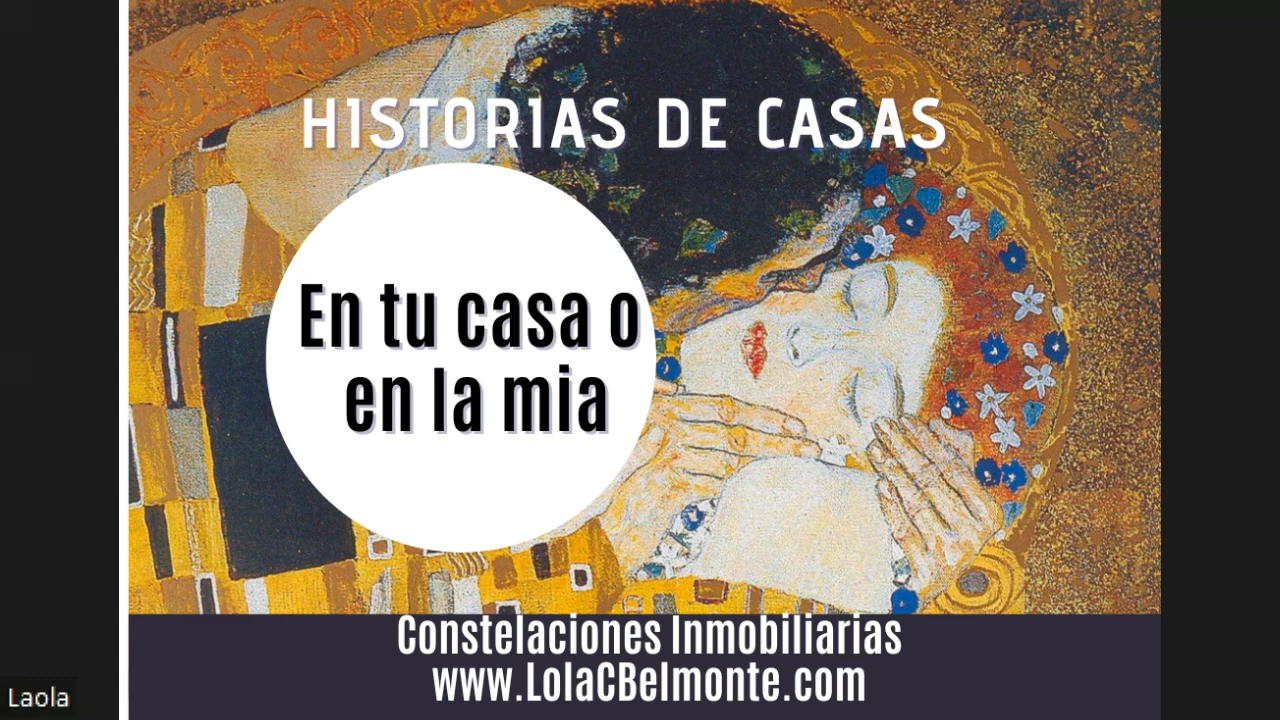 HISTORIAS DE CASAS
En tu casa o
en la mia
Constelaciones Inmobiliarias
www.LolaCBelmonte.com
Laola